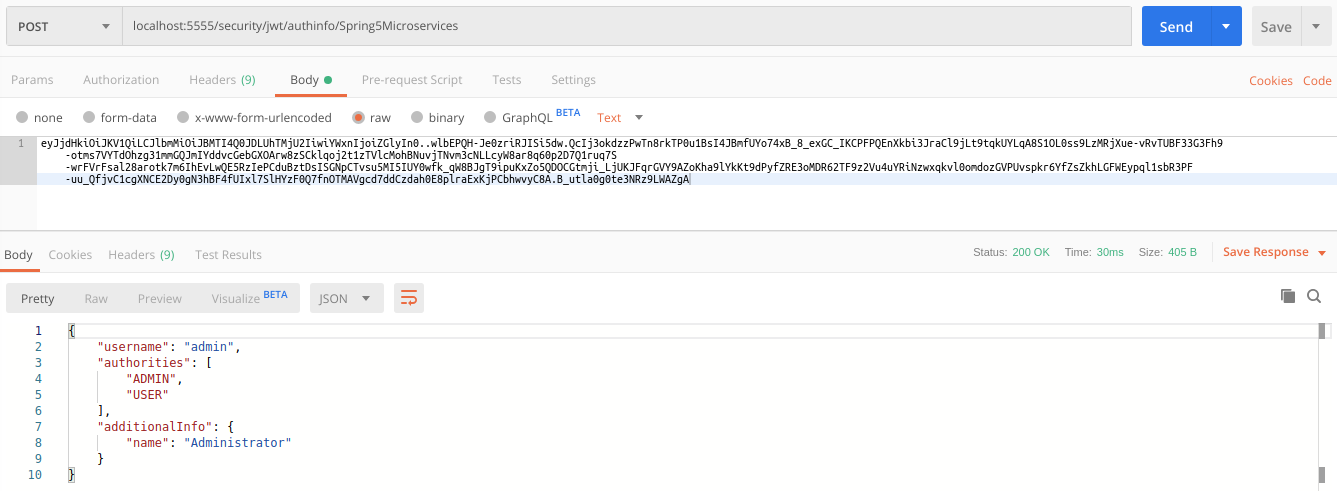 POST
localhost:5555/security/jwt/authinfo/Spring5Microservices
Send
Save
Params Authorization Headers (9) Body Pre-request Script Tests Settings Cookies Code
none form-data x-www-form-urlencoded raw binary GraphQL BETA Text
1 eyJjdHkiOiJKV1QiLCJlbmMiOiJBMTI4Q0JDLUhTMjU2IiwiYWxnIjoiZGlyIn0..wlbEPQH-Je0zriRJISiSdw.QcIj3okdzzPwTn8rkTP0u1BsI4JBmfUYo74xB_8_exGC_IKCPFPQEnXkbi3JraCl9jLt9tqkUYLqA8S1OL0ss9LzMRjXue-vRvTUBF33G3Fh9
-otms7VYTdOhzg31mmGQJmIYddvcGebGXOArw8zSCklqoj2t1zTVlcMohBNuvjTNvm3cNLLcyW8ar8q60p2D7Q1ruq7S
-wrFVrFsal28arotk7m6IhEvLwQE5RzIePCduBztDsISGNpCTvsu5MI5IUY0wfk_qW8BJgT9ipuKxZo5QDOCGtmji_LjUKJFqrGVY9AZoKha9lYkKt9dPyfZRE3oMDR62TF9z2Vu4uYRiNzwxqkvl0omdozGVPUvspkr6YfZsZkhLGFWEypql1sbR3PF
-uu_QfjvC1cgXNCE2Dy0gN3hBF4fUIxl7SlHYzF0Q7fnOTMAVgcd7ddCzdah0E8plraExKjPCbhwvyC8A.B_utla0g0te3NRz9LWAZgA
Body Cookies Headers (9) Test Results Status: 200 OK Time: 30ms Size: 405 B Save Response
Pretty Raw Preview Visualize BETA JSON
1 {
2 "username": "admin",
3 "authorities": [
4 "ADMIN",
5 "USER"
6 ],
7 "additionalInfo": {
8 "name": "Administrator"
9 }
10 }